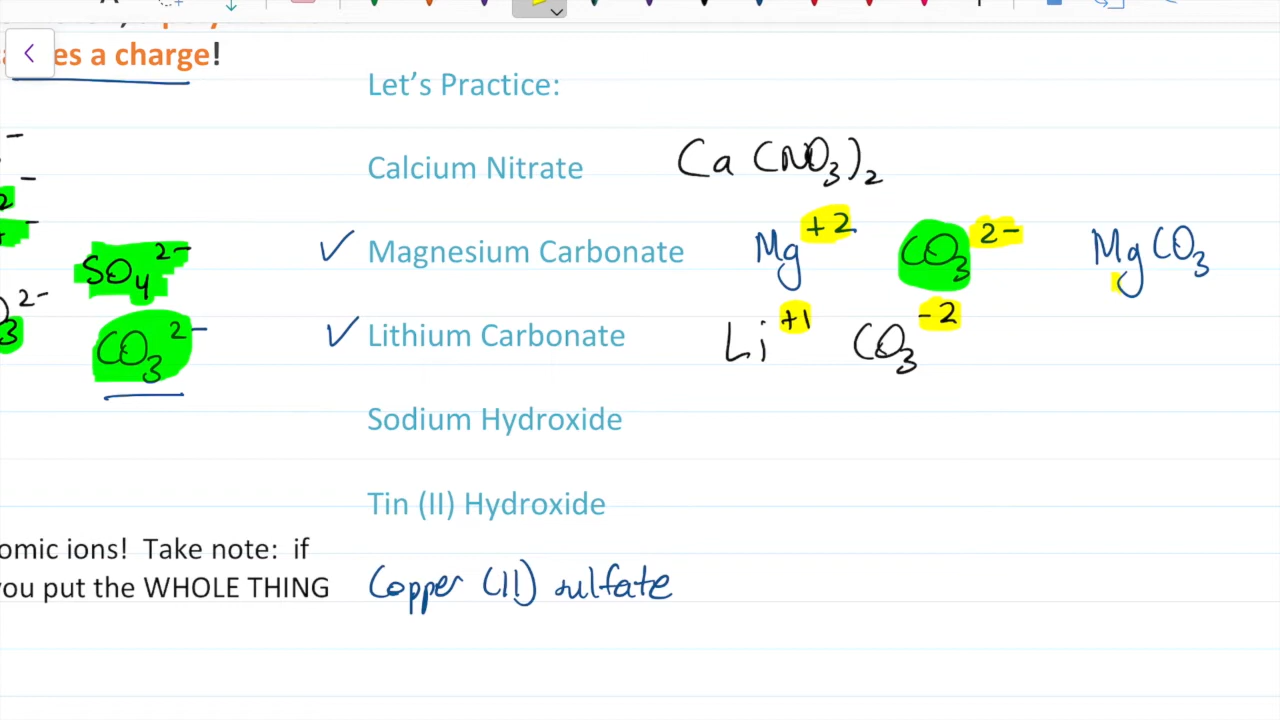 es a charge!
Let's Practice:
Calcium Nitrate Ca (NO3)2
SO4 2-
Magnesium Carbonate Mg +2 CO3 2- MgCO3
CO3 2-
Lithium Carbonate Li +1 CO3 -2
Sodium Hydroxide
Tin (II) Hydroxide
omic ions! Take note: if
you put the WHOLE THING
Copper (II) sulfate